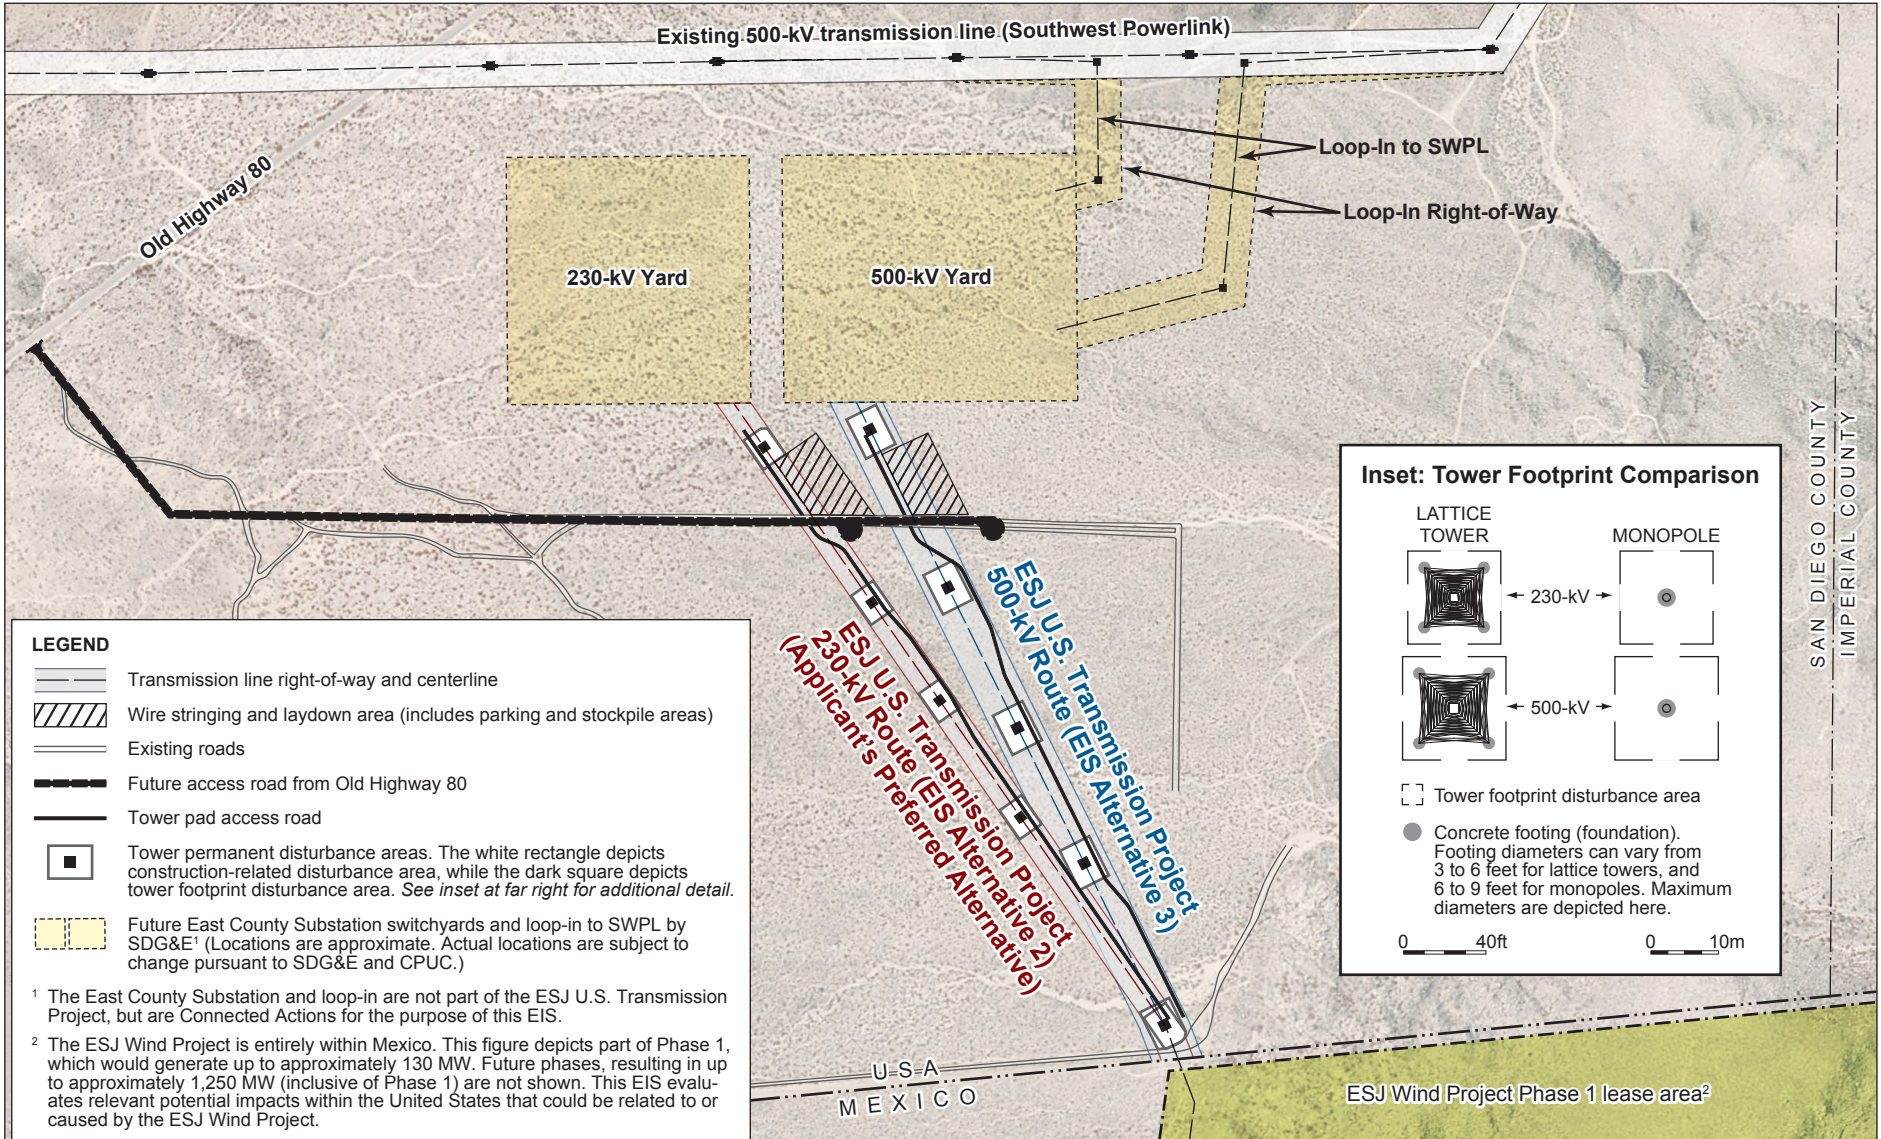 Existing 500-kV transmission line (Southwest Powerlink)
Old Highway 80
Loop-In to SWPL
Loop-In Right-of-Way
230-kV Yard
500-kV Yard
SAN DIEGO COUNTY
IMPERIAL COUNTY
ESJ U.S. Transmission Project
500-kV Route (EIS Alternative 3)
ESJ U.S. Transmission Project
230-kV Route (EIS Alternative 2)
(Applicant's Preferred Alternative)
USA
MEXICO
ESJ Wind Project Phase 1 lease area²
LEGEND
Transmission line right-of-way and centerline
Wire stringing and laydown area (includes parking and stockpile areas)
Existing roads
Future access road from Old Highway 80
Tower pad access road
Tower permanent disturbance areas. The white rectangle depicts
construction-related disturbance area, while the dark square depicts
tower footprint disturbance area. See inset at far right for additional detail.
Future East County Substation switchyards and loop-in to SWPL by
SDG&E¹ (Locations are approximate. Actual locations are subject to
change pursuant to SDG&E and CPUC.)
¹ The East County Substation and loop-in are not part of the ESJ U.S. Transmission
Project, but are Connected Actions for the purpose of this EIS.
² The ESJ Wind Project is entirely within Mexico. This figure depicts part of Phase 1,
which would generate up to approximately 130 MW. Future phases, resulting in up
to approximately 1,250 MW (inclusive of Phase 1) are not shown. This EIS evalu-
ates relevant potential impacts within the United States that could be related to or
caused by the ESJ Wind Project.
Inset: Tower Footprint Comparison
LATTICE
TOWER
MONOPOLE
230-kV
500-kV
Tower footprint disturbance area
Concrete footing (foundation).
Footing diameters can vary from
3 to 6 feet for lattice towers, and
6 to 9 feet for monopoles. Maximum
diameters are depicted here.
0 40ft
0 10m